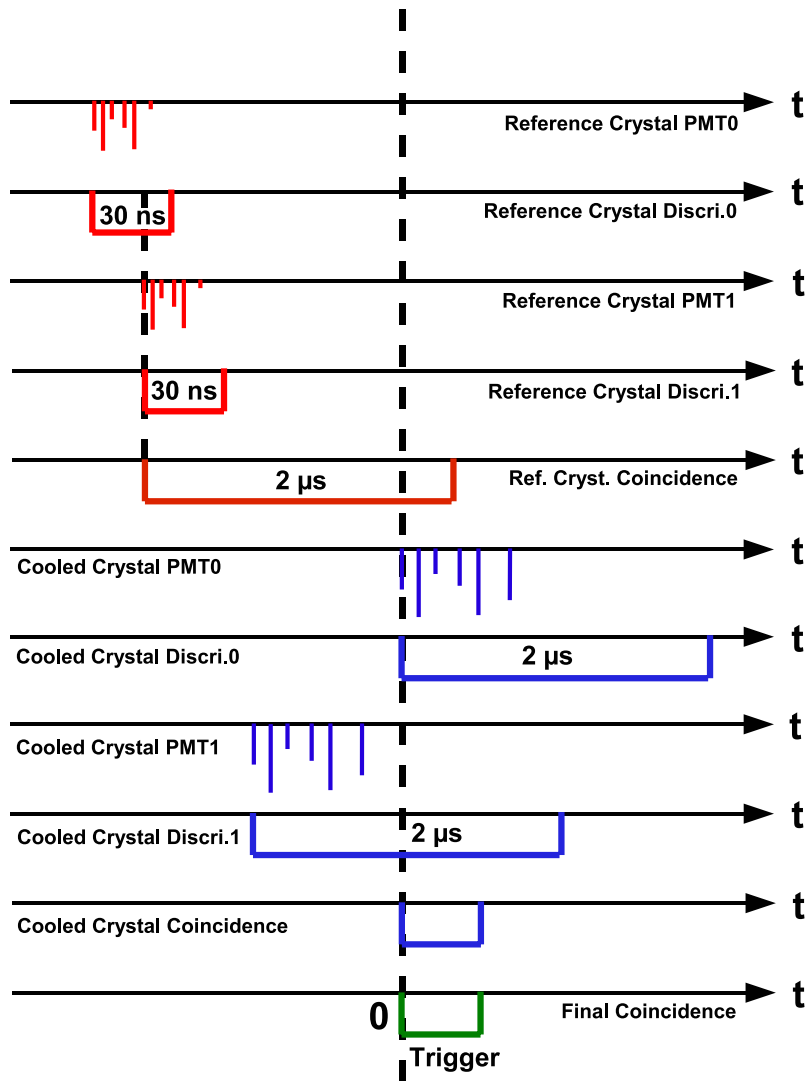 t
Reference Crystal PMT0
30 ns
t
Reference Crystal Discri.0
t
Reference Crystal PMT1
30 ns
t
Reference Crystal Discri.1
t
2 µs
Ref. Cryst. Coincidence
t
Cooled Crystal PMT0
t
Cooled Crystal Discri.0
2 µs
t
Cooled Crystal PMT1
t
Cooled Crystal Discri.1
2 µs
t
Cooled Crystal Coincidence
t
0
Final Coincidence
Trigger